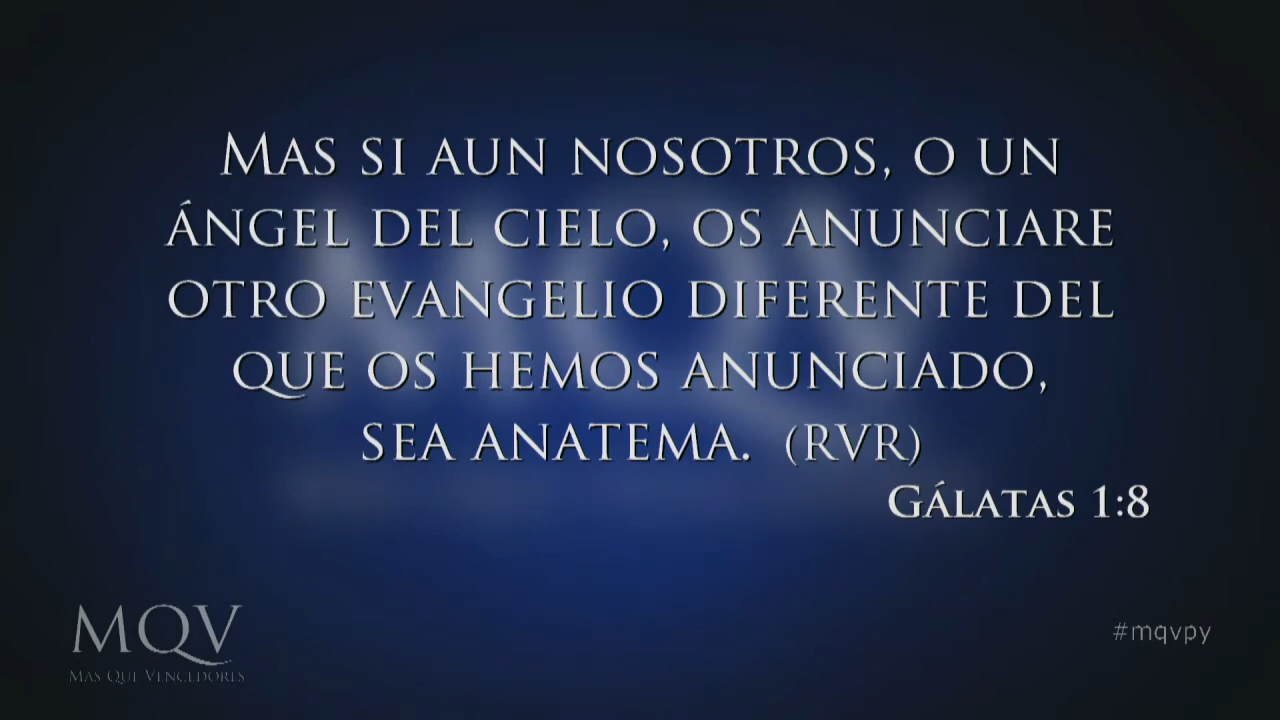 Mas si aun nosotros, o un
ángel del cielo, os anunciare
otro evangelio diferente del
que os hemos anunciado,
sea anatema. (RVR)
Gálatas 1:8
MQV
Mas Que Vencedores
#mqvpy